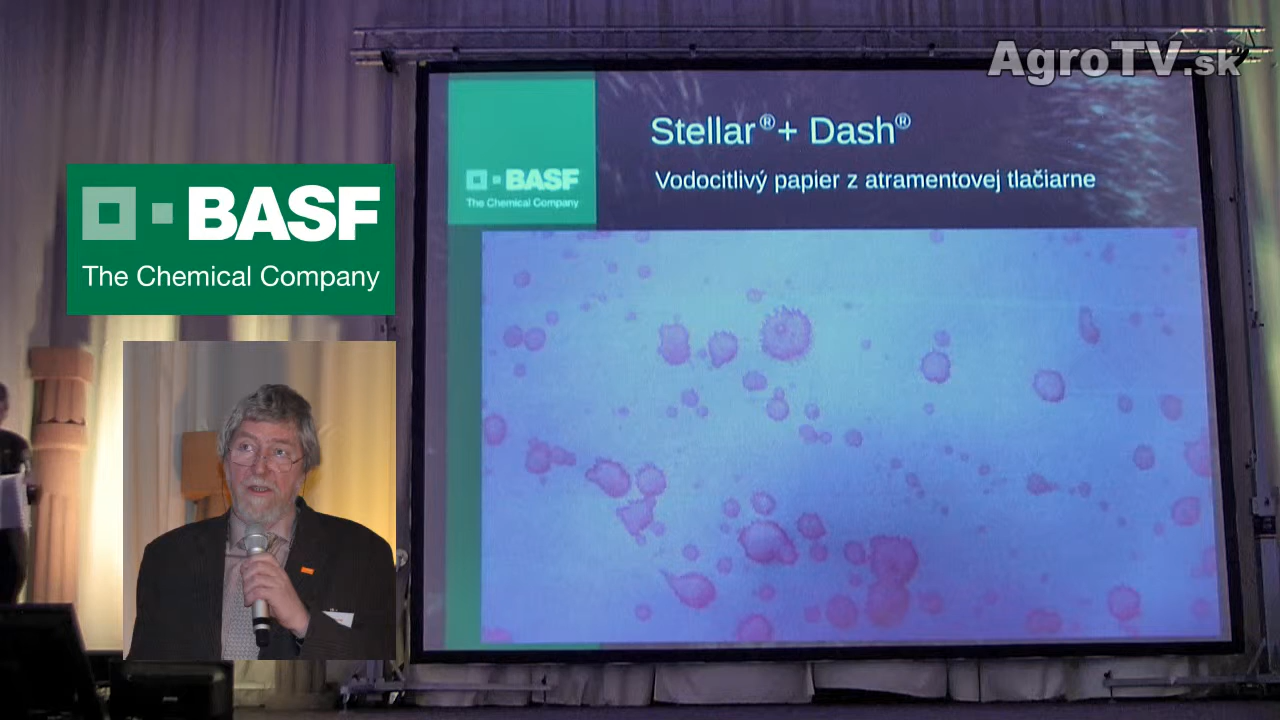 AgroTV.sk
BASF
The Chemical Company
Stellar®+ Dash®
Vodocitlivý papier z atramentovej tlačiarne
BASF
The Chemical Company